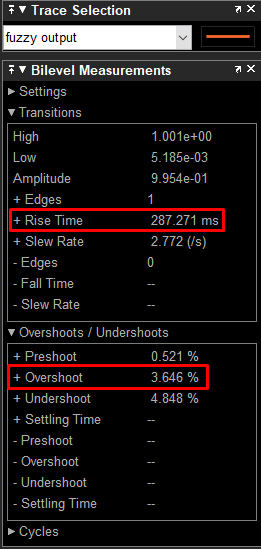 Trace Selection
fuzzy output
Bilevel Measurements
Settings
Transitions
High 1.001e+00
Low 5.185e-03
Amplitude 9.954e-01
+ Edges 1
+ Rise Time 287.271 ms
+ Slew Rate 2.772 (/s)
- Edges 0
- Fall Time --
- Slew Rate --
Overshoots / Undershoots
+ Preshoot 0.521 %
+ Overshoot 3.646 %
+ Undershoot 4.848 %
+ Settling Time --
- Preshoot --
- Overshoot --
- Undershoot --
- Settling Time --
Cycles